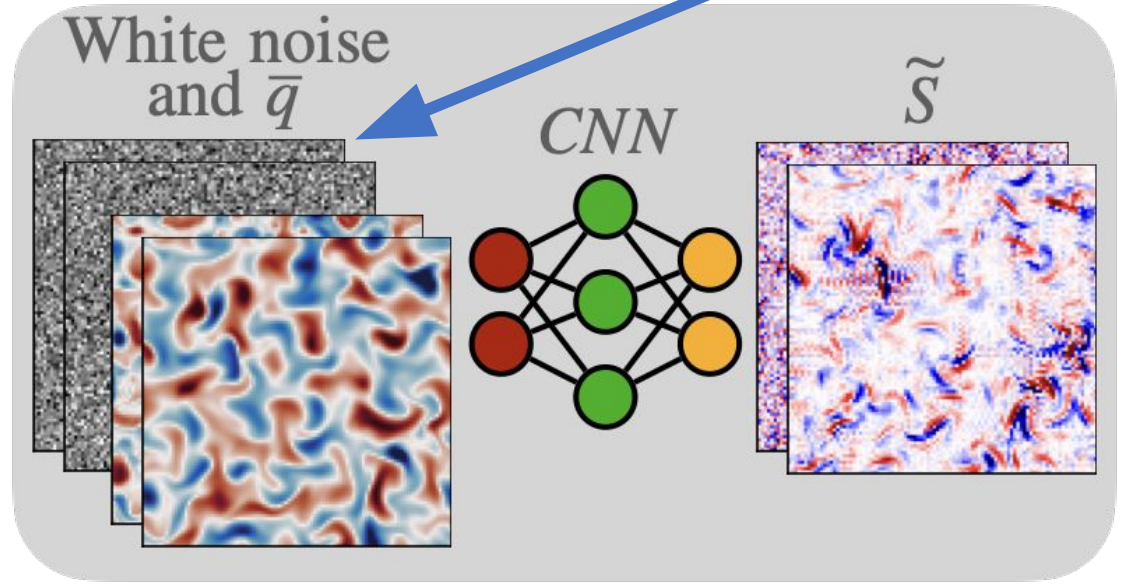 White noise
and q̅
CNN
S̃